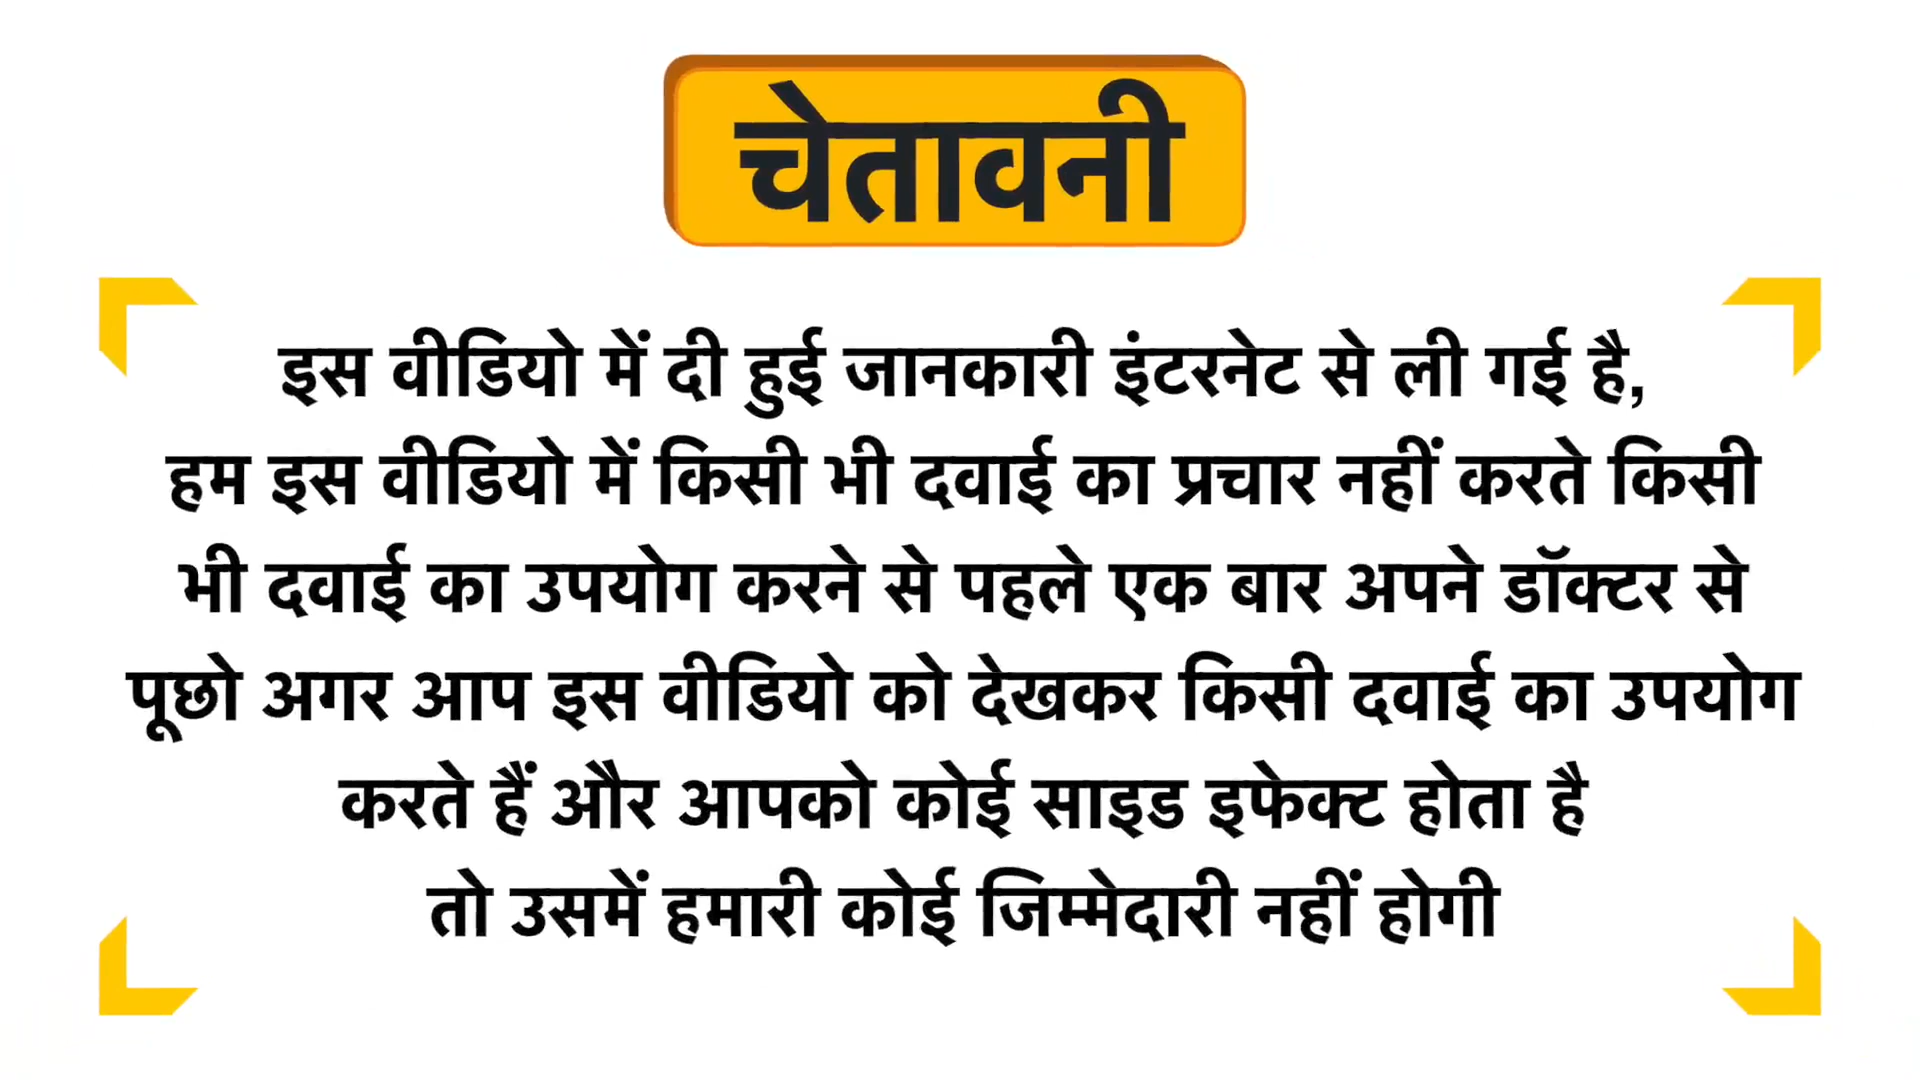 चेतावनी
इस वीडियो में दी हुई जानकारी इंटरनेट से ली गई है,
हम इस वीडियो में किसी भी दवाई का प्रचार नहीं करते किसी
भी दवाई का उपयोग करने से पहले एक बार अपने डॉक्टर से
पूछो अगर आप इस वीडियो को देखकर किसी दवाई का उपयोग
करते हैं और आपको कोई साइड इफेक्ट होता है
तो उसमें हमारी कोई जिम्मेदारी नहीं होगी